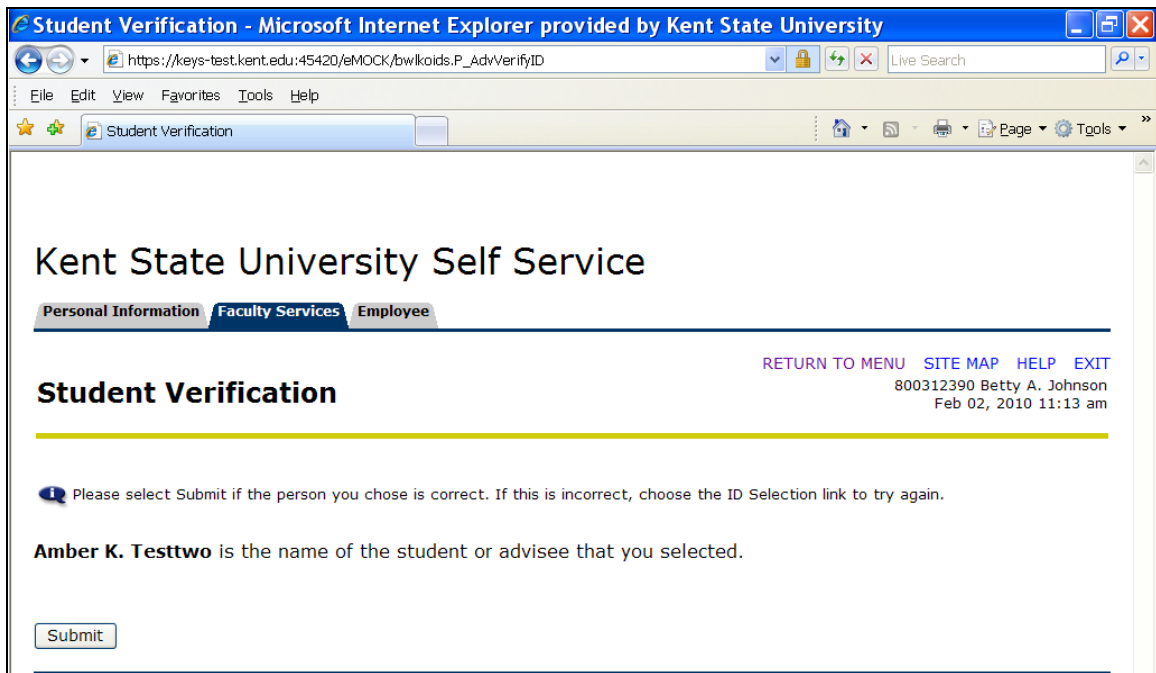 Student Verification - Microsoft Internet Explorer provided by Kent State University
https://keys-test.kent.edu:45420/eMOCK/bwlkoids.P_AdvVerifyID
Live Search
File Edit View Favorites Tools Help
Student Verification
Page Tools »
Kent State University Self Service
Personal Information Faculty Services Employee
RETURN TO MENU SITE MAP HELP EXIT
Student Verification
800312390 Betty A. Johnson
Feb 02, 2010 11:13 am
Please select Submit if the person you chose is correct. If this is incorrect, choose the ID Selection link to try again.
Amber K. Testtwo is the name of the student or advisee that you selected.
Submit